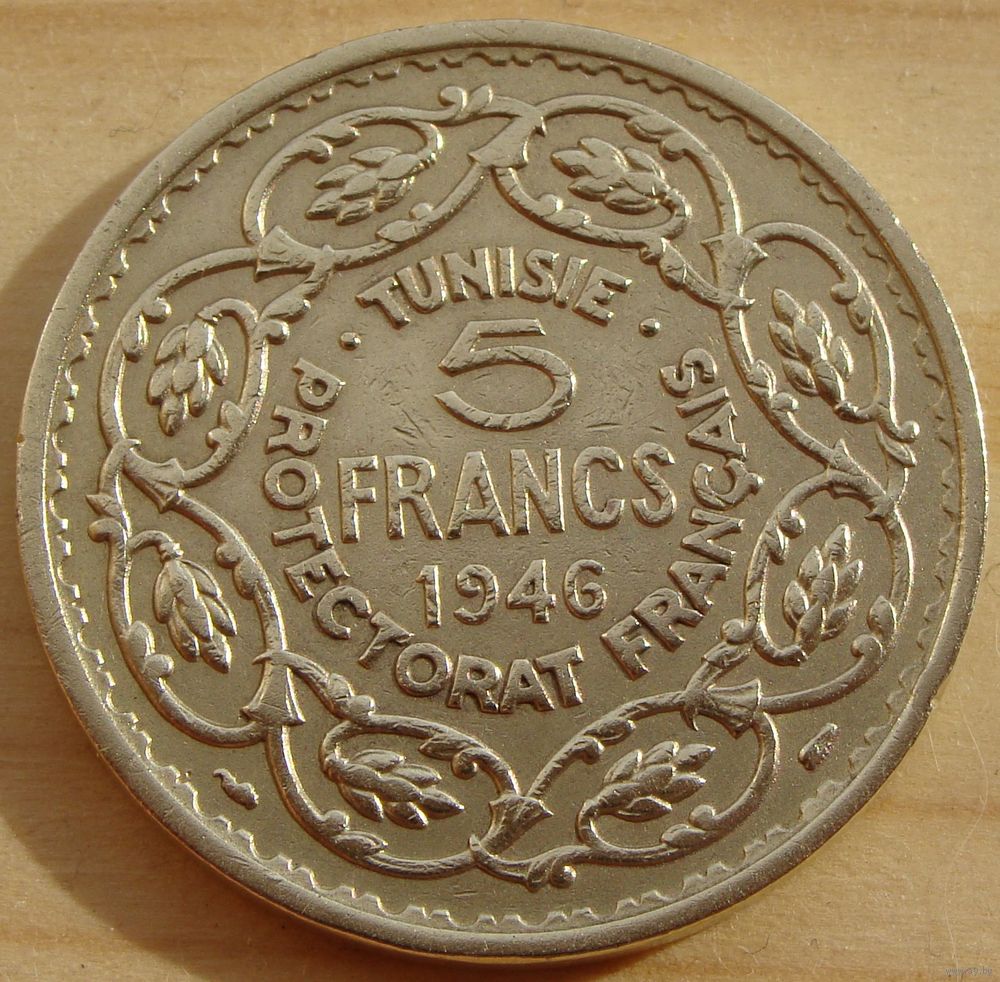 TUNISIE
5
FRANCS
1946
PROTECTORAT FRANÇAIS